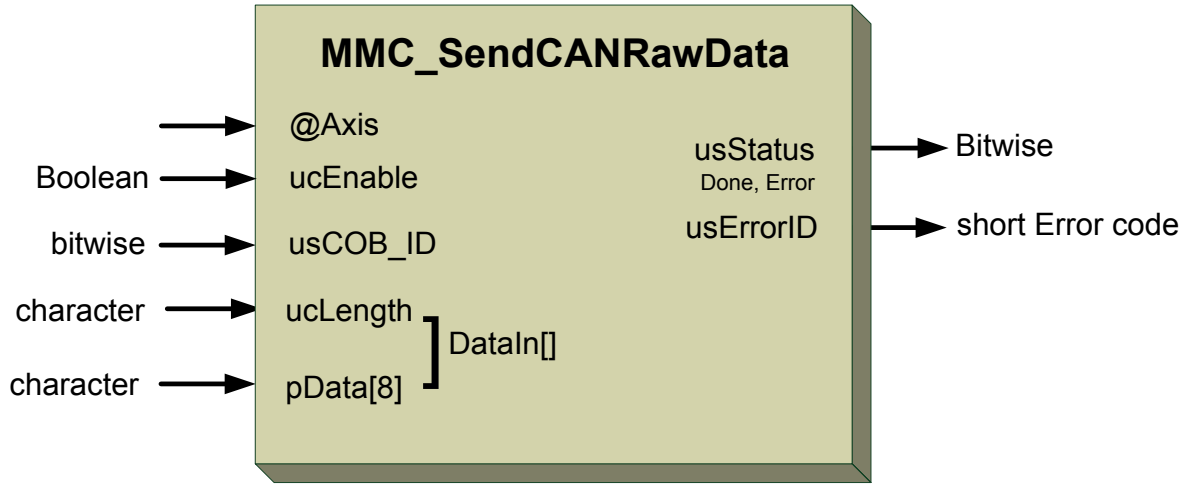 MMC_SendCANRawData
@Axis
Boolean ucEnable
bitwise usCOB_ID
character ucLength
DataIn[]
character pData[8]
usStatus Bitwise
Done, Error
usErrorID short Error code